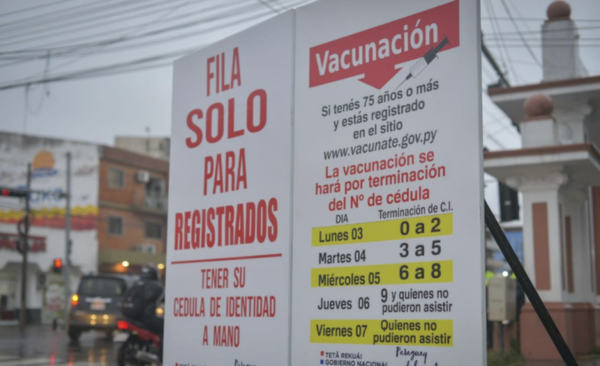 FILA
SOLO
PARA
REGISTRADOS
TENER SU
CEDULA DE IDENTIDAD
A MANO
Vacunación
Si tenés 75 años o más
y estás registrado
en el sitio
www.vacunate.gov.py
La vacunación se
hará por terminación
del Nº de cédula
DIA Terminación de C.I.
Lunes 03 0 a 2
Martes 04 3 a 5
Miércoles 05 6 a 8
Jueves 06 9 y quienes no pudieron asistir
Viernes 07 Quienes no pudieron asistir
TETÃ REKUÁI
GOBIERNO NACIONAL
Paraguay